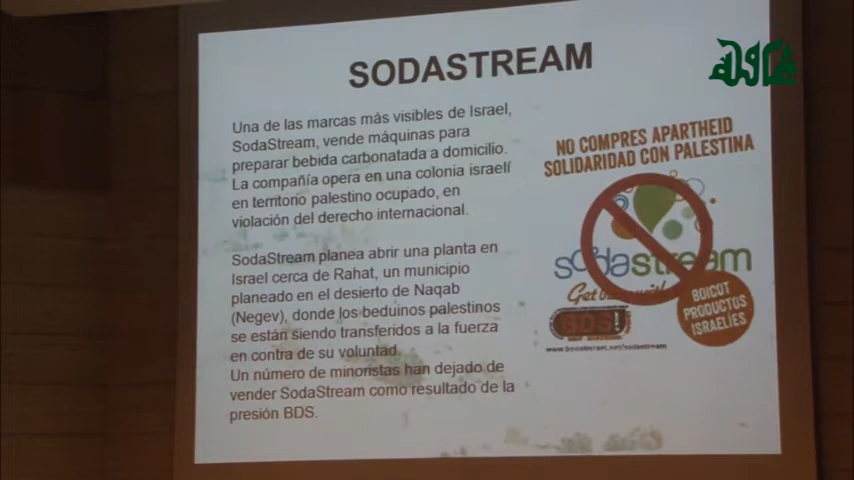 SODASTREAM
Una de las marcas más visibles de Israel,
SodaStream, vende máquinas para
preparar bebida carbonatada a domicilio.
La compañía opera en una colonia israelí
en territorio palestino ocupado, en
violación del derecho internacional.
SodaStream planea abrir una planta en
Israel cerca de Rahat, un municipio
planeado en el desierto de Naqab
(Negev), donde los beduinos palestinos
se están siendo transferidos a la fuerza
en contra de su voluntad.
Un número de minoristas han dejado de
vender SodaStream como resultado de la
presión BDS.
NO COMPRES APARTHEID
SOLIDARIDAD CON PALESTINA
sodastream
Get
BOICOT
PRODUCTOS
ISRAELÍES
BDS!